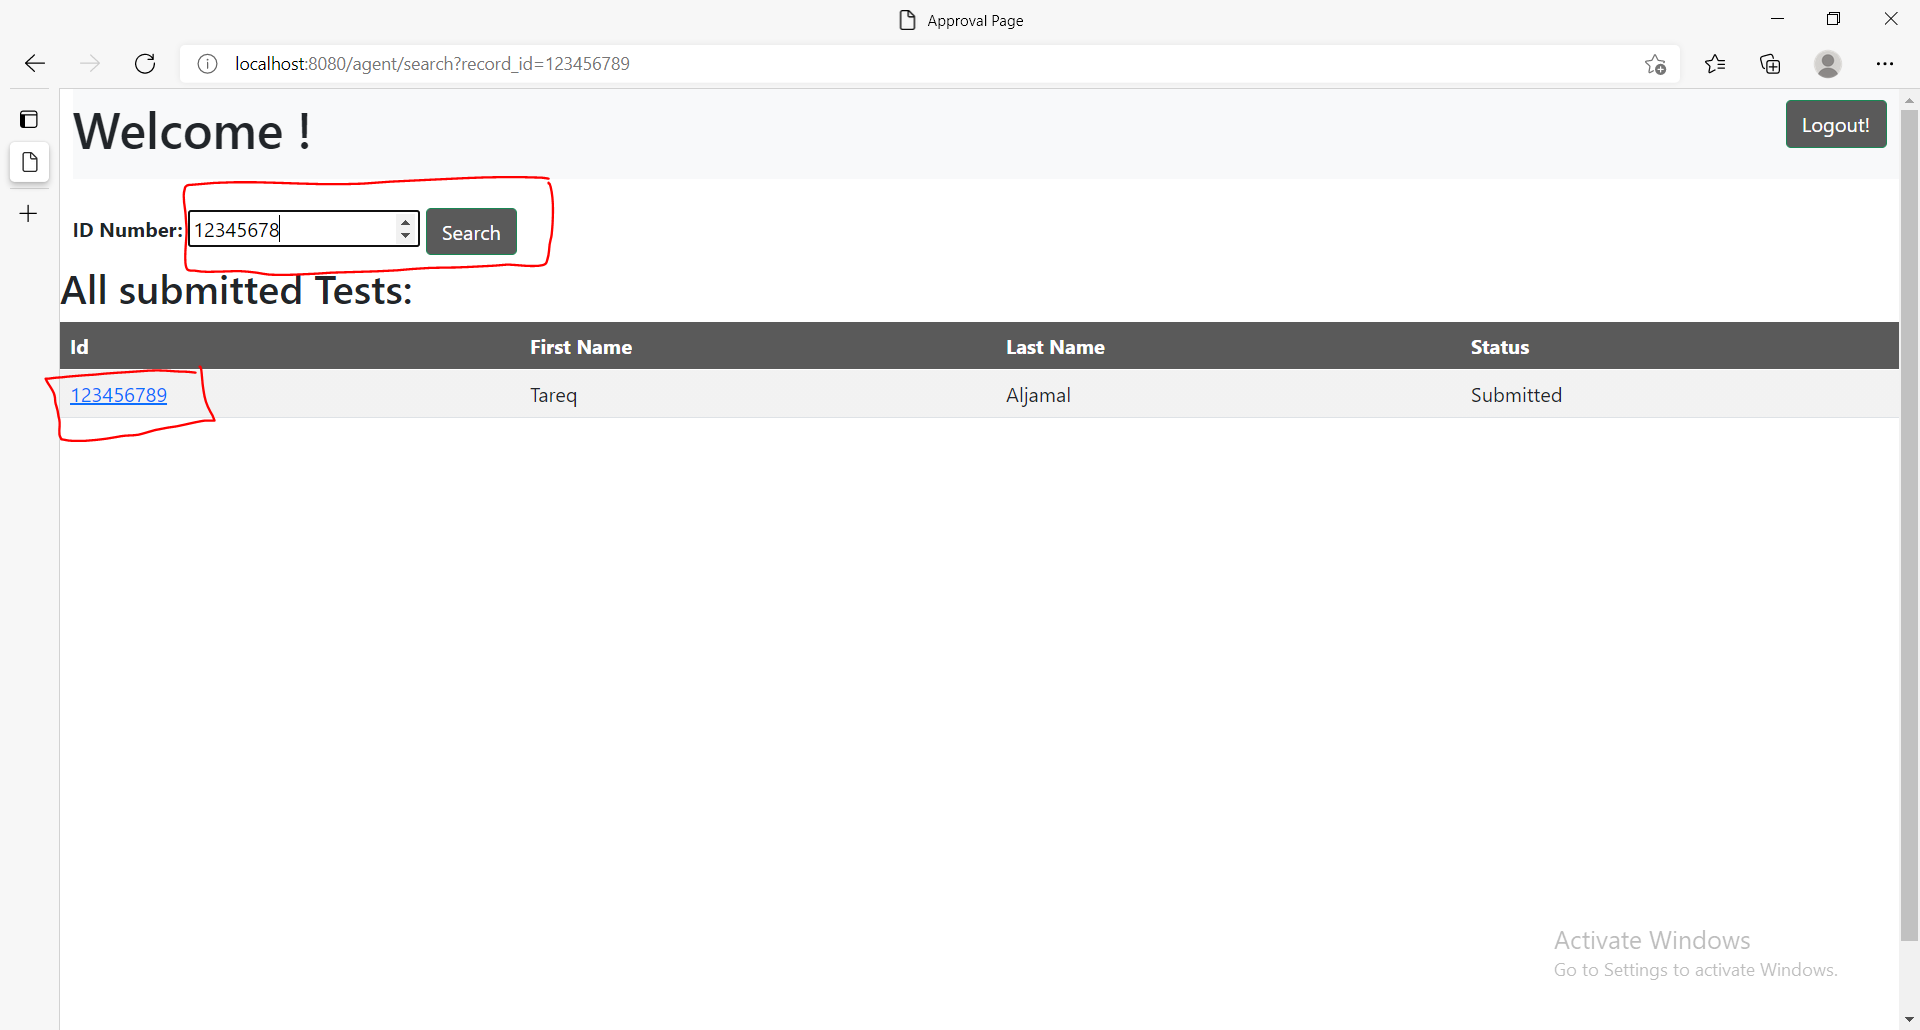 Approval Page
localhost:8080/agent/search?record_id=123456789
Welcome !
Logout!
ID Number: 12345678 Search
All submitted Tests:
Id First Name Last Name Status
123456789 Tareq Aljamal Submitted
Activate Windows
Go to Settings to activate Windows.